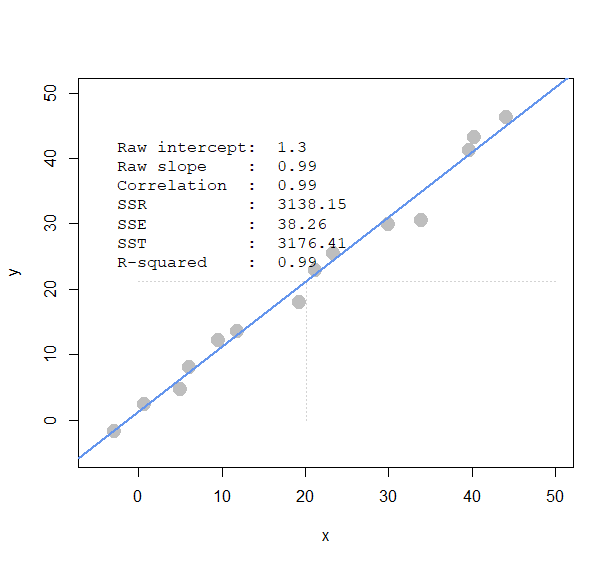 50
40
30
20
10
0
y
Raw intercept: 1.3
Raw slope : 0.99
Correlation : 0.99
SSR : 3138.15
SSE : 38.26
SST : 3176.41
R-squared : 0.99
0 10 20 30 40 50
x